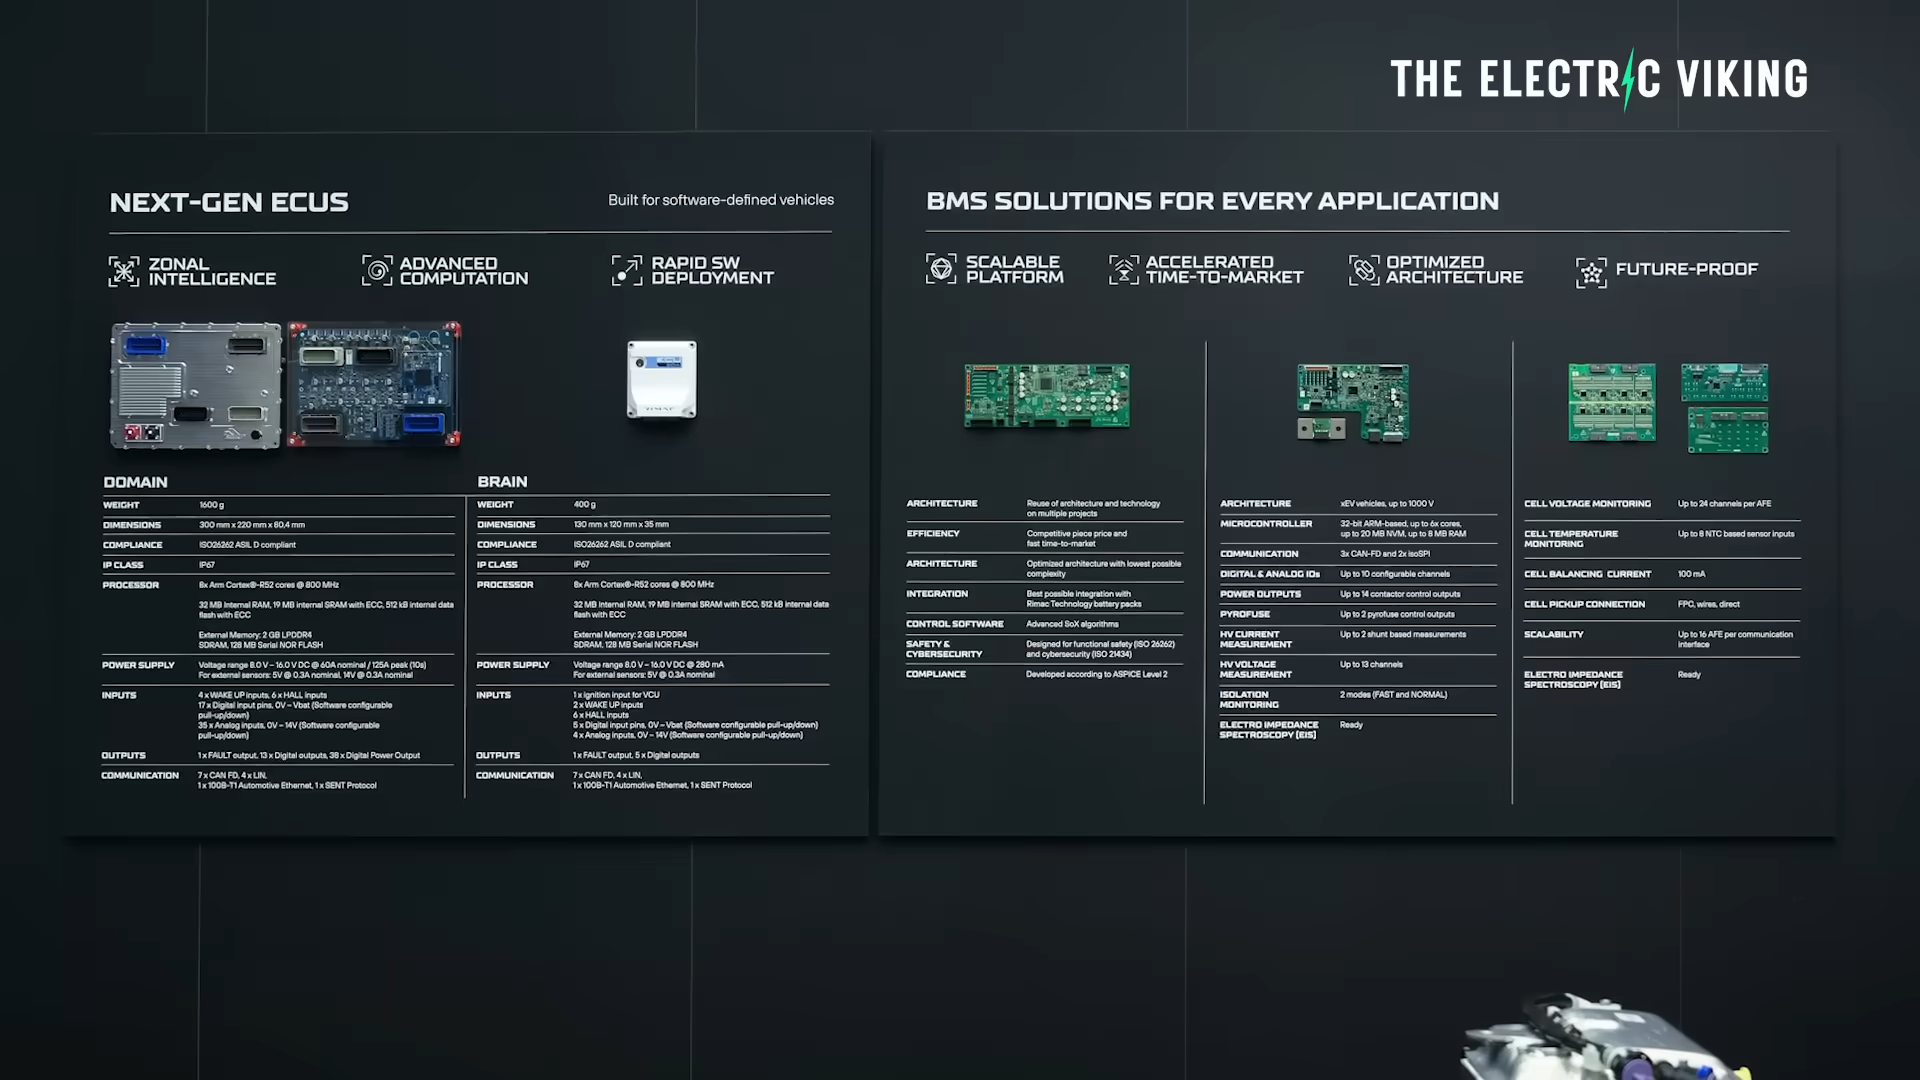 THE ELECTRIC VIKING
NEXT-GEN ECUS
Built for software-defined vehicles
ZONAL
INTELLIGENCE
ADVANCED
COMPUTATION
RAPID SW
DEPLOYMENT
DOMAIN
WEIGHT 1600 g
DIMENSIONS 300 mm x 220 mm x 60,4 mm
COMPLIANCE ISO26262 ASIL D compliant
IP CLASS IP67
PROCESSOR 8x Arm Cortex®-R52 cores @ 800 MHz
32 MB Internal RAM, 19 MB internal SRAM with ECC, 512 kB internal data
flash with ECC
External Memory: 2 GB LPDDR4
SDRAM, 128 MB Serial NOR FLASH
POWER SUPPLY Voltage range 8.0 V – 16.0 V DC @ 60A nominal / 125A peak (10s)
For external sensors: 5V @ 0.3A nominal, 14V @ 0.3A nominal
INPUTS 4 x WAKE UP inputs, 6 x HALL inputs
17 x Digital input pins, 0V – Vbat (Software configurable
pull-up/down)
35 x Analog inputs, 0V – 14V (Software configurable
pull-up/down)
OUTPUTS 1 x FAULT output, 13 x Digital outputs, 38 x Digital Power Output
COMMUNICATION 7 x CAN FD, 4 x LIN,
1 x 100B-T1 Automotive Ethernet, 1 x SENT Protocol
BRAIN
WEIGHT 400 g
DIMENSIONS 130 mm x 120 mm x 35 mm
COMPLIANCE ISO26262 ASIL D compliant
IP CLASS IP67
PROCESSOR 8x Arm Cortex®-R52 cores @ 800 MHz
32 MB Internal RAM, 19 MB internal SRAM with ECC, 512 kB internal data
flash with ECC
External Memory: 2 GB LPDDR4
SDRAM, 128 MB Serial NOR FLASH
POWER SUPPLY Voltage range 8.0 V – 16.0 V DC @ 280 mA
For external sensors: 5V @ 0.3A nominal
INPUTS 1 x Ignition input for VCU
2 x WAKE UP inputs
6 x HALL inputs
5 x Digital input pins, 0V – Vbat (Software configurable pull-up/down)
4 x Analog inputs, 0V – 14V (Software configurable pull-up/down)
OUTPUTS 1 x FAULT output, 5 x Digital outputs
COMMUNICATION 7 x CAN FD, 4 x LIN,
1 x 100B-T1 Automotive Ethernet, 1 x SENT Protocol
BMS SOLUTIONS FOR EVERY APPLICATION
SCALABLE
PLATFORM
ACCELERATED
TIME-TO-MARKET
OPTIMIZED
ARCHITECTURE
FUTURE-PROOF
ARCHITECTURE Reuse of architecture and technology
on multiple projects
EFFICIENCY Competitive piece price and
fast time-to-market
ARCHITECTURE Optimized architecture with lowest possible
complexity
INTEGRATION Best possible integration with
Rimac Technology battery packs
CONTROL SOFTWARE Advanced SoX algorithms
SAFETY & Designed for functional safety (ISO 26262)
CYBERSECURITY and cybersecurity (ISO 21434)
COMPLIANCE Developed according to ASPICE Level 2
ARCHITECTURE xEV vehicles, up to 1000 V
MICROCONTROLLER 32-bit ARM-based, up to 6x cores,
up to 20 MB NVM, up to 8 MB RAM
COMMUNICATION 3x CAN-FD and 2x isoSPI
DIGITAL & ANALOG IOs Up to 10 configurable channels
POWER OUTPUTS Up to 14 contactor control outputs
PYROFUSE Up to 2 pyrofuse control outputs
HV CURRENT Up to 2 shunt based measurements
MEASUREMENT
HV VOLTAGE Up to 13 channels
MEASUREMENT
ISOLATION 2 modes (FAST and NORMAL)
MONITORING
ELECTRO IMPEDANCE Ready
SPECTROSCOPY (EIS)
CELL VOLTAGE MONITORING Up to 24 channels per AFE
CELL TEMPERATURE Up to 8 NTC based sensor inputs
MONITORING
CELL BALANCING CURRENT 100 mA
CELL PICKUP CONNECTION FPC, wires, direct
SCALABILITY Up to 16 AFE per communication
interface
ELECTRO IMPEDANCE Ready
SPECTROSCOPY (EIS)